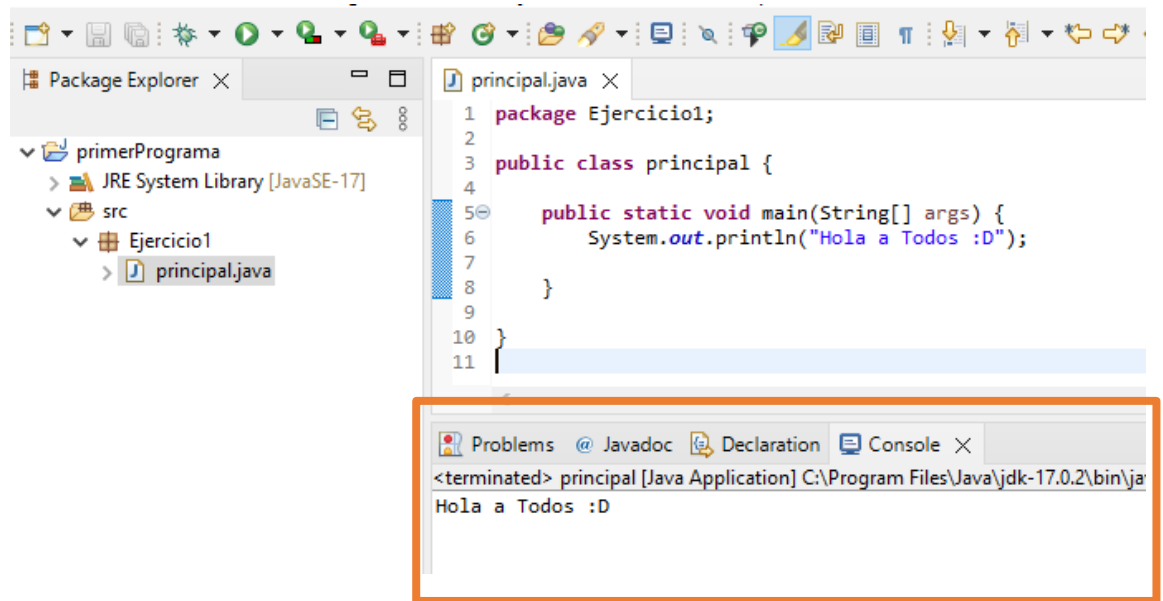 Package Explorer
primerPrograma
JRE System Library [JavaSE-17]
src
Ejercicio1
principal.java
principal.java
1 package Ejercicio1;
2
3 public class principal {
4
5 public static void main(String[] args) {
6 System.out.println("Hola a Todos :D");
7
8 }
9
10 }
11
Problems @ Javadoc Declaration Console
<terminated> principal [Java Application] C:\Program Files\Java\jdk-17.0.2\bin\ja
Hola a Todos :D